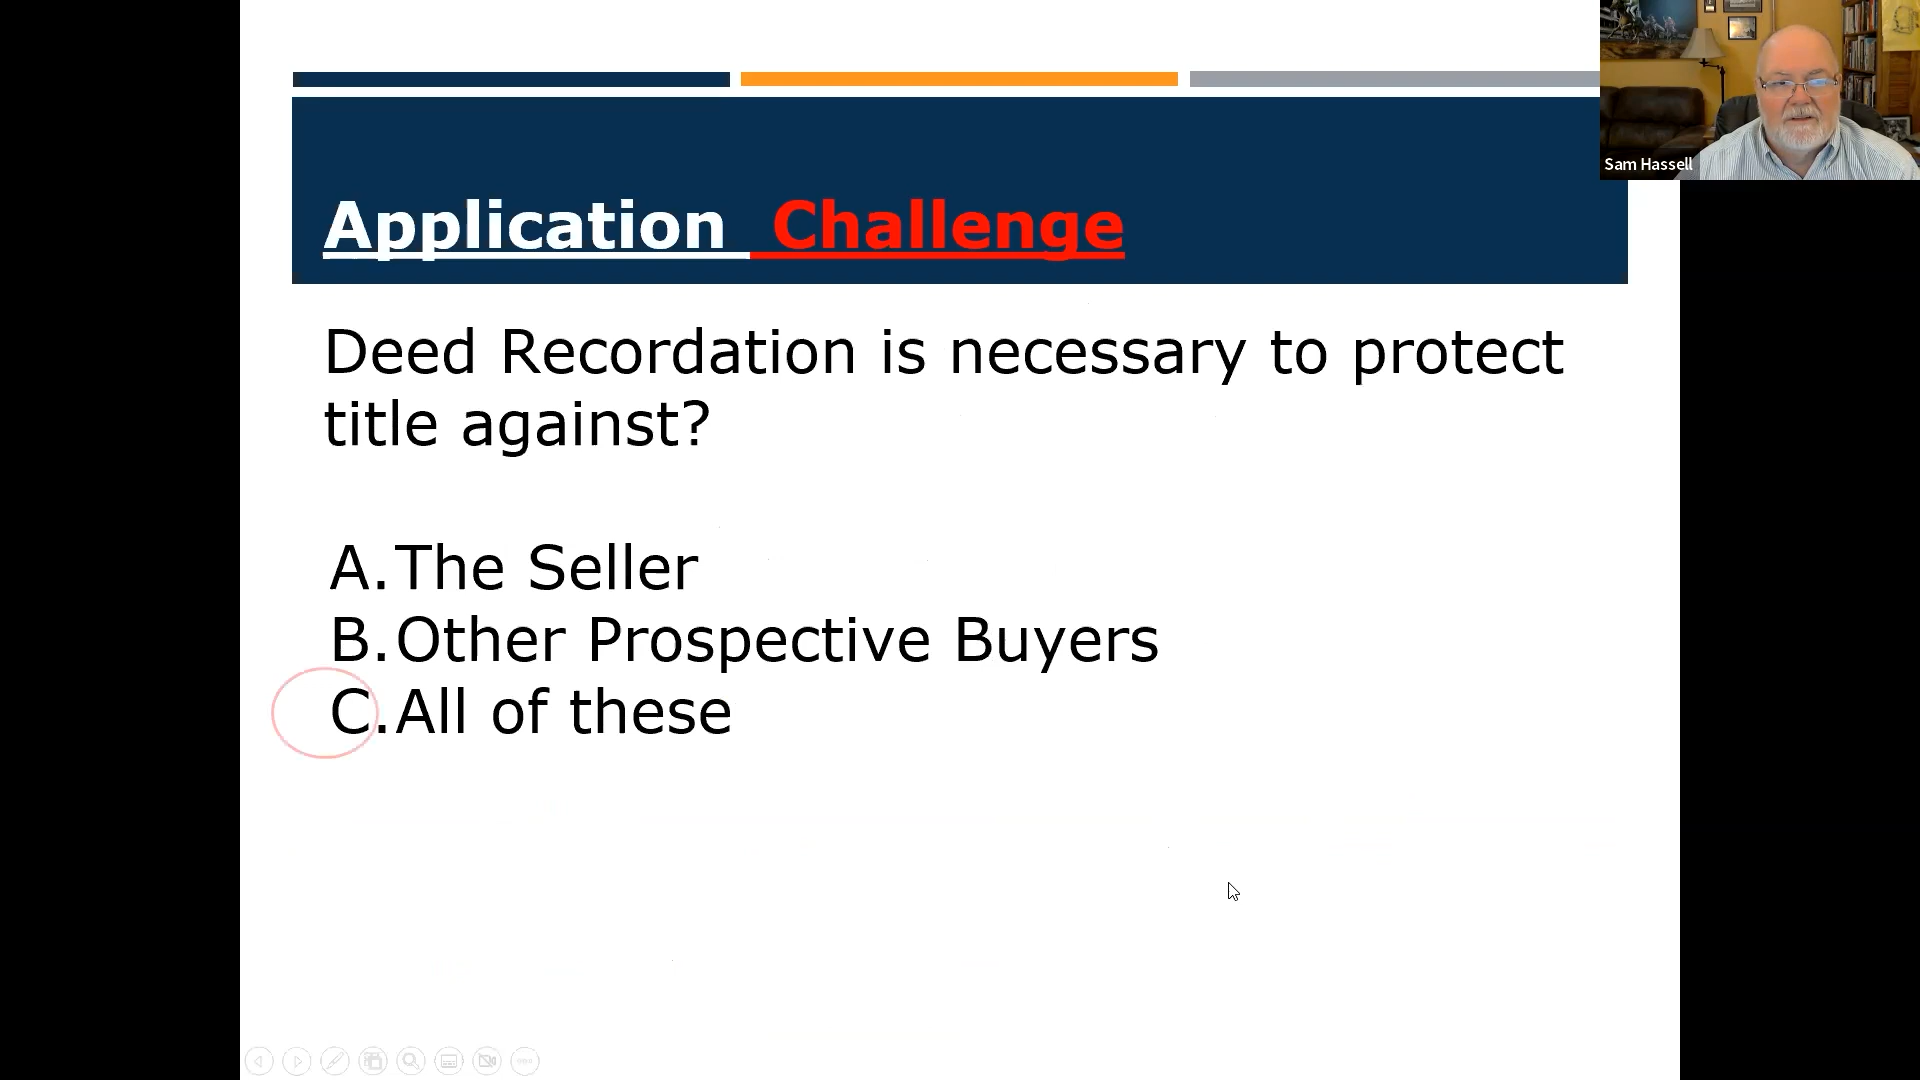 Sam Hassell
Application Challenge
Deed Recordation is necessary to protect
title against?
A. The Seller
B. Other Prospective Buyers
C. All of these